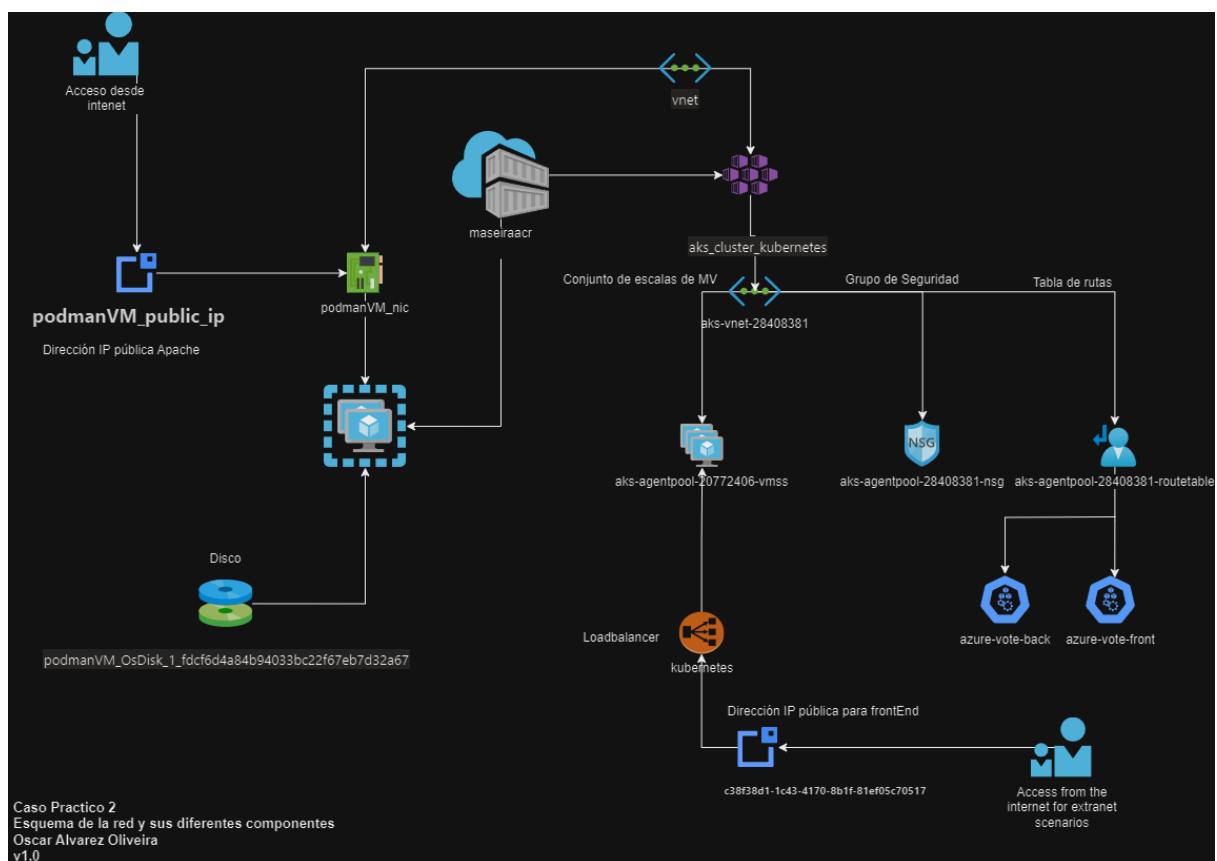 Acceso desde
intenet
vnet
maseiraacr
aks_cluster_kubernetes
podmanVM_public_ip
Dirección IP pública Apache
podmanVM_nic
Conjunto de escalas de MV
Grupo de Seguridad
Tabla de rutas
aks-vnet-28408381
NSG
aks-agentpool-20772406-vmss
aks-agentpool-28408381-nsg
aks-agentpool-28408381-routetable
Disco
podmanVM_OsDisk_1_fdcf6d4a84b94033bc22f67eb7d32a67
azure-vote-back
azure-vote-front
Loadbalancer
kubernetes
Dirección IP pública para frontEnd
c38f38d1-1c43-4170-8b1f-81ef05c70517
Access from the
internet for extranet
scenarios
Caso Practico 2
Esquema de la red y sus diferentes componentes
Oscar Alvarez Oliveira
v1.0